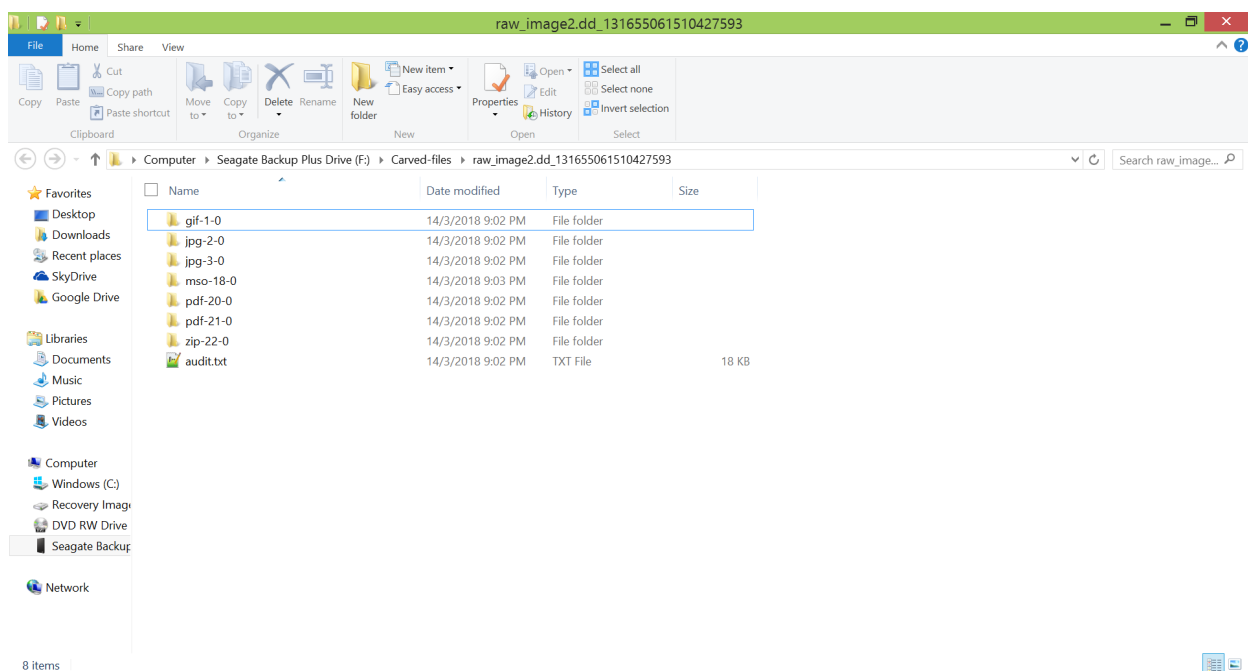 raw_image2.dd_131655061510427593
File Home Share View
Copy Paste Cut Copy path Paste shortcut
Move to Copy to Delete Rename
New folder New item Easy access
Properties Open Edit History
Select all Select none Invert selection
Clipboard Organize New Open Select
Computer Seagate Backup Plus Drive (F:) Carved-files raw_image2.dd_131655061510427593 Search raw_image...
Name Date modified Type Size
gif-1-0 14/3/2018 9:02 PM File folder
jpg-2-0 14/3/2018 9:02 PM File folder
jpg-3-0 14/3/2018 9:02 PM File folder
mso-18-0 14/3/2018 9:03 PM File folder
pdf-20-0 14/3/2018 9:02 PM File folder
pdf-21-0 14/3/2018 9:02 PM File folder
zip-22-0 14/3/2018 9:02 PM File folder
audit.txt 14/3/2018 9:02 PM TXT File 18 KB
Favorites
Desktop
Downloads
Recent places
SkyDrive
Google Drive
Libraries
Documents
Music
Pictures
Videos
Computer
Windows (C:)
Recovery Image
DVD RW Drive
Seagate Backup
Network
8 items